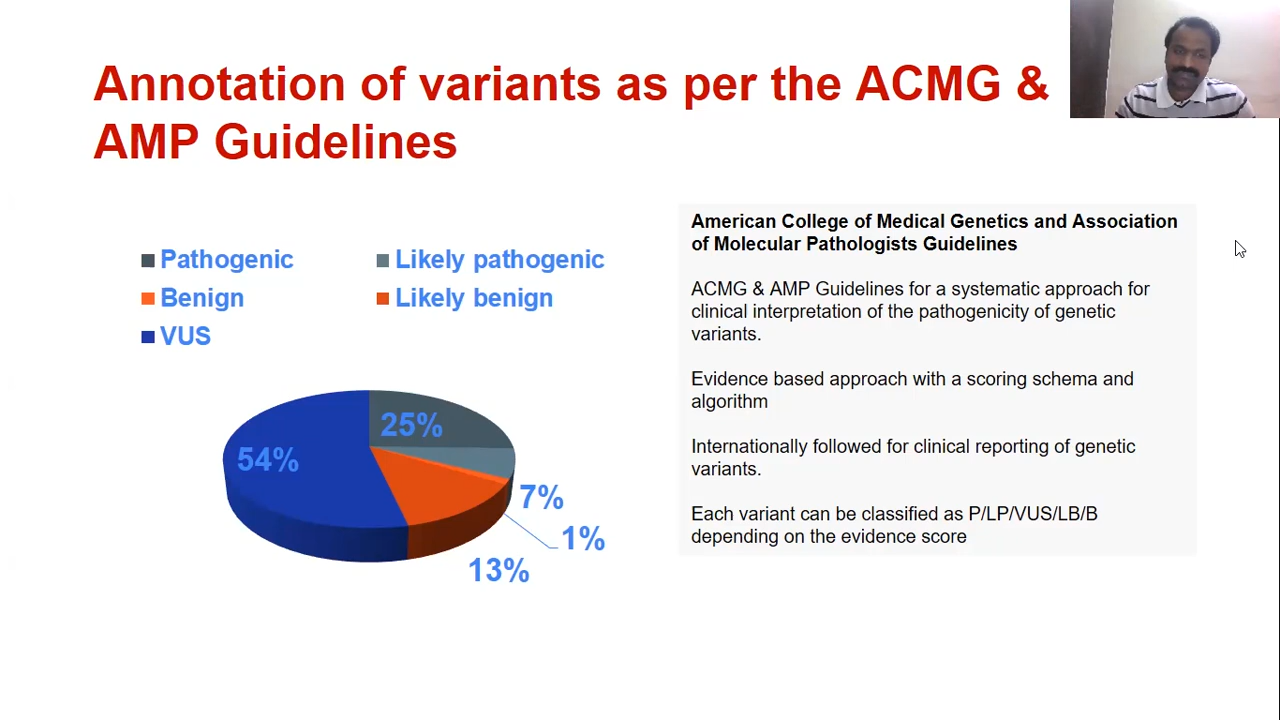 Annotation of variants as per the ACMG &
AMP Guidelines
Pathogenic
Likely pathogenic
Benign
Likely benign
VUS
54%
25%
7%
1%
13%
American College of Medical Genetics and Association
of Molecular Pathologists Guidelines
ACMG & AMP Guidelines for a systematic approach for
clinical interpretation of the pathogenicity of genetic
variants.
Evidence based approach with a scoring schema and
algorithm
Internationally followed for clinical reporting of genetic
variants.
Each variant can be classified as P/LP/VUS/LB/B
depending on the evidence score